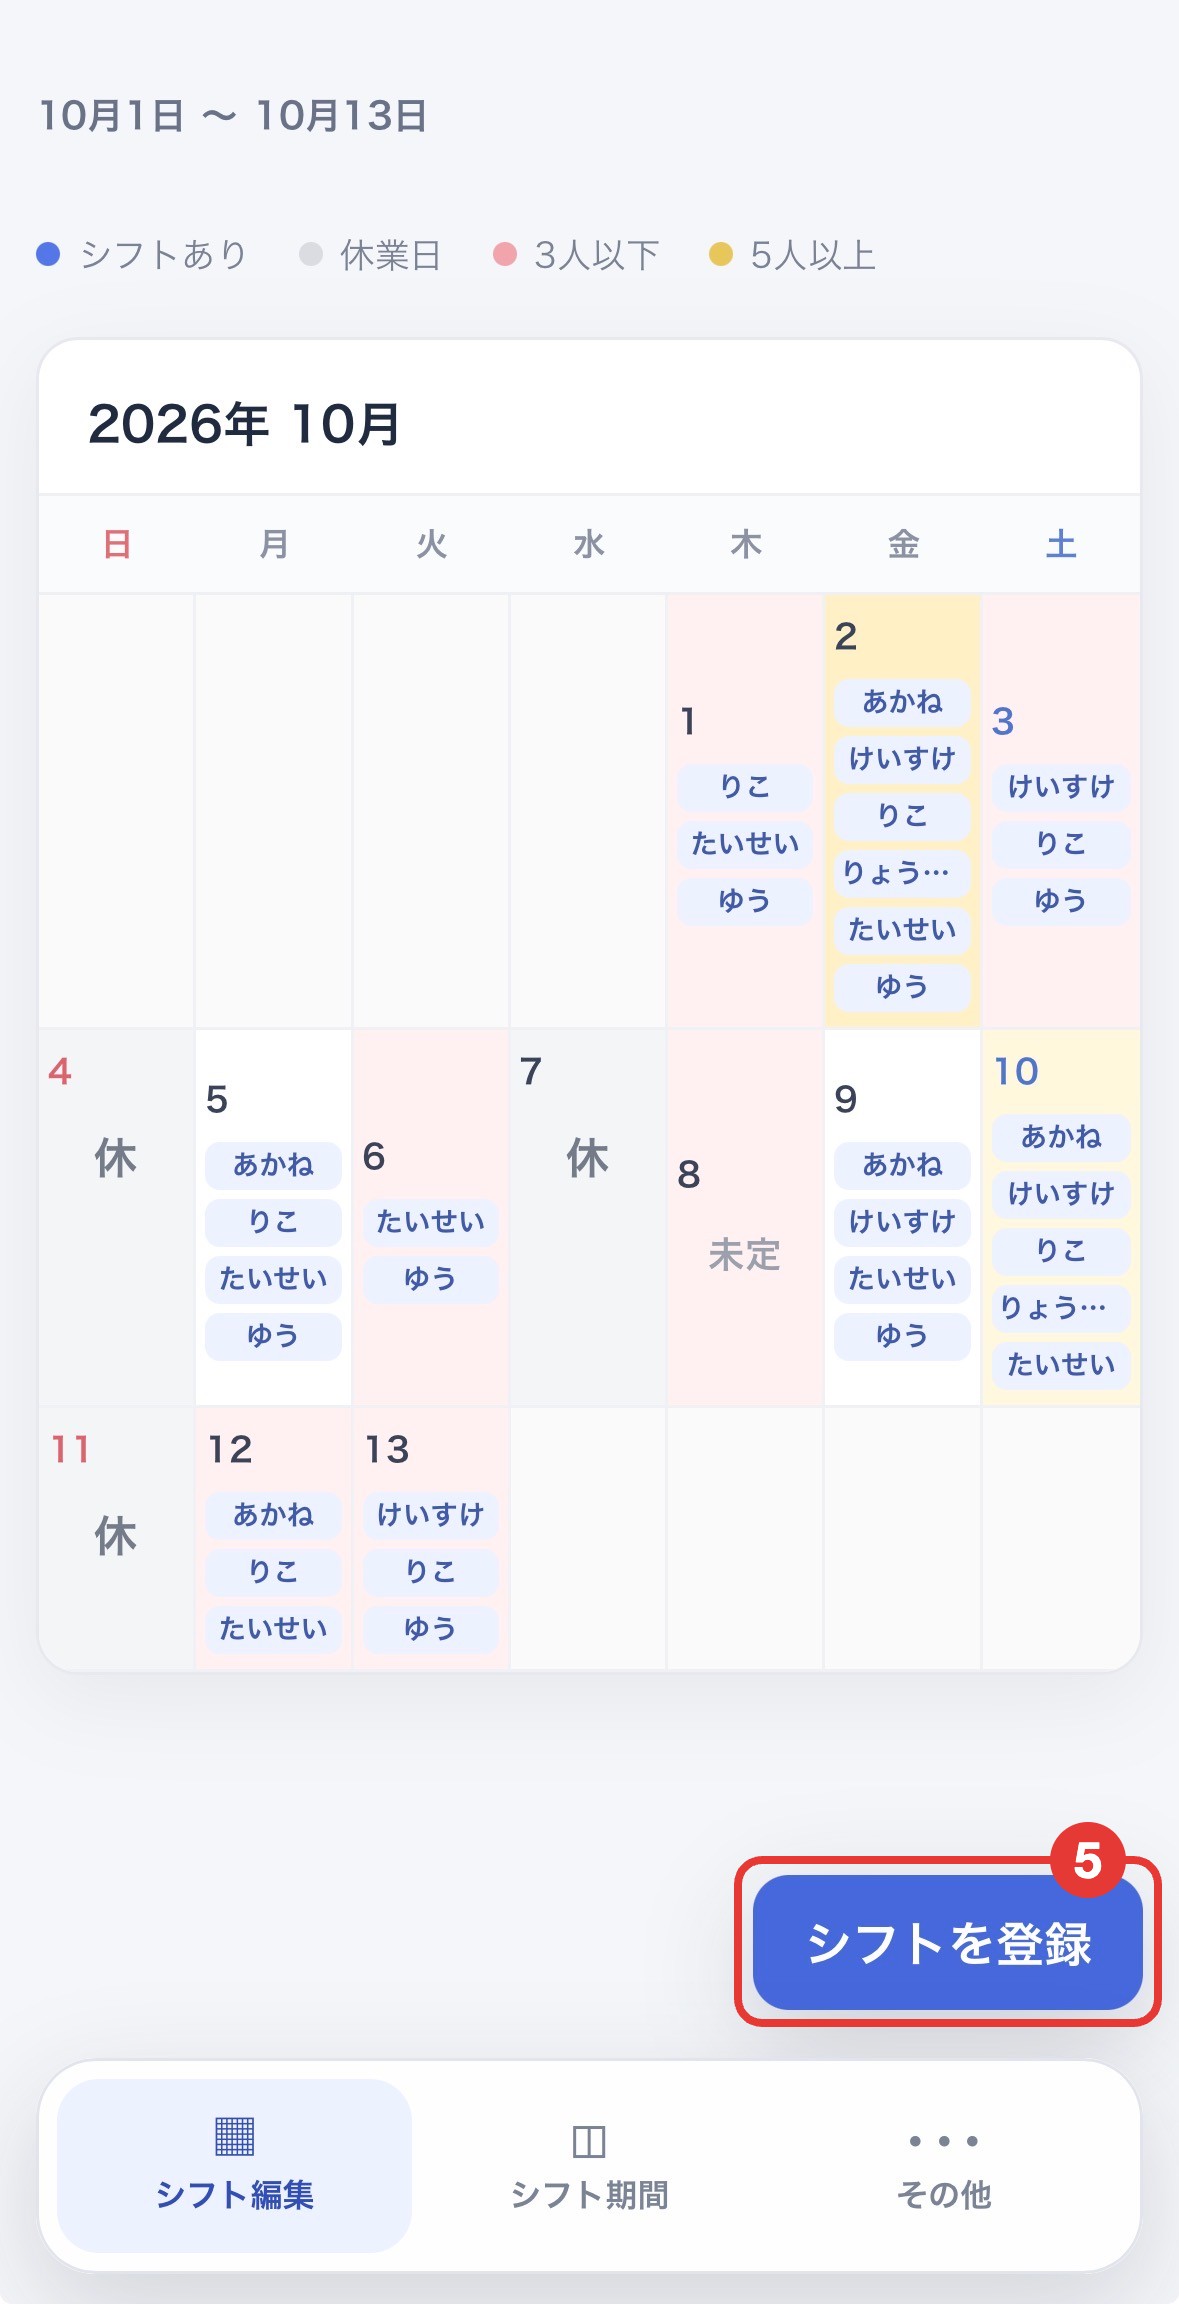 10月1日 〜 10月13日
シフトあり 休業日 3人以下 5人以上
2026年 10月
日 月 火 水 木 金 土
1
りこ
たいせい
ゆう
2
あかね
けいすけ
りこ
りょう…
たいせい
ゆう
3
けいすけ
りこ
ゆう
4
休
5
あかね
りこ
たいせい
ゆう
6
たいせい
ゆう
7
休
8
未定
9
あかね
けいすけ
たいせい
ゆう
10
あかね
けいすけ
りこ
りょう…
たいせい
11
休
12
あかね
りこ
たいせい
13
けいすけ
りこ
ゆう
5
シフトを登録
シフト編集 シフト期間 その他